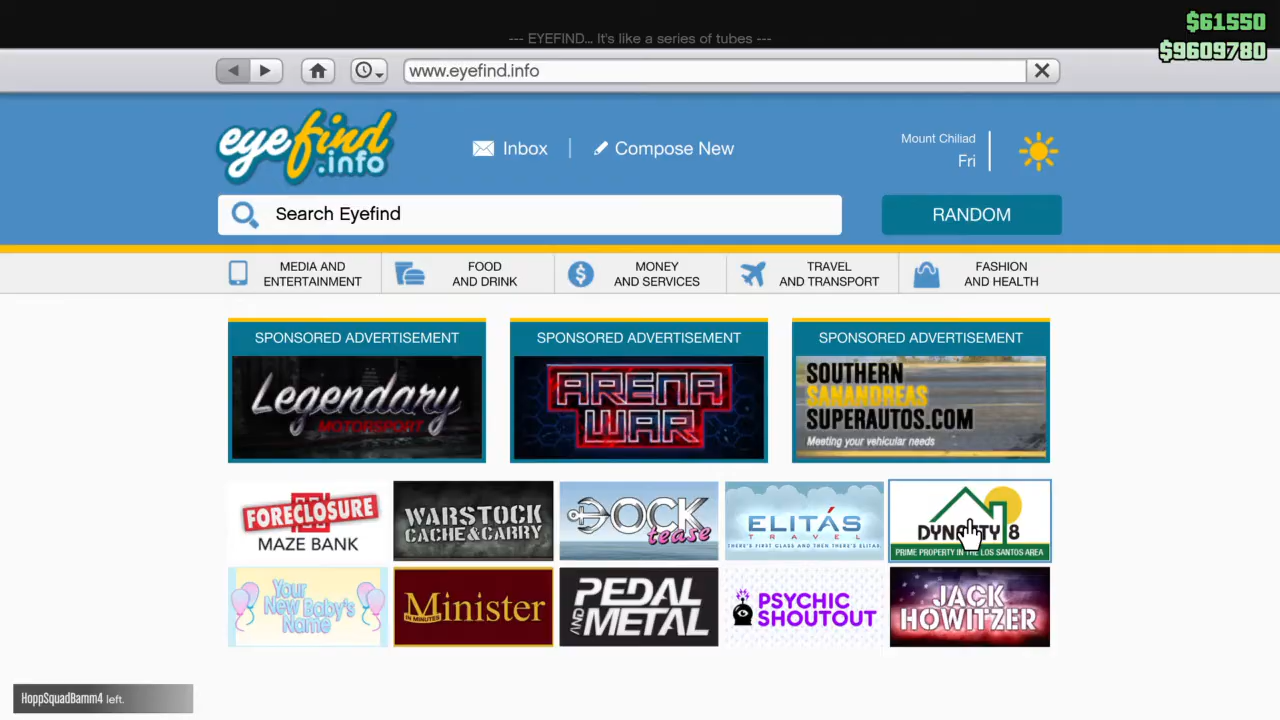 $61550
--- EYEFIND... It's like a series of tubes ---
$9609780
www.eyefind.info
eyefind
.info
Inbox
Compose New
Mount Chiliad
Fri
Search Eyefind
RANDOM
MEDIA AND
ENTERTAINMENT
FOOD
AND DRINK
MONEY
AND SERVICES
TRAVEL
AND TRANSPORT
FASHION
AND HEALTH
SPONSORED ADVERTISEMENT
Legendary
MOTORSPORT
SPONSORED ADVERTISEMENT
ARENA
WAR
SPONSORED ADVERTISEMENT
SOUTHERN
SANANDREAS
SUPERAUTOS.COM
Meeting your vehicular needs
FORECLOSURE
MAZE BANK
WARSTOCK
CACHE & CARRY
DOCK
tease
ELITÁS
TRAVEL
THERE'S FIRST CLASS AND THEN THERE'S ELITAS
DYNASTY 8
PRIME PROPERTY IN THE LOS SANTOS AREA
Your
New Baby's
Name
IN MINUTES
Minister
PEDAL
AND METAL
PSYCHIC
SHOUTOUT
JACK
HOWITZER
HoppSquadBamm4 left.